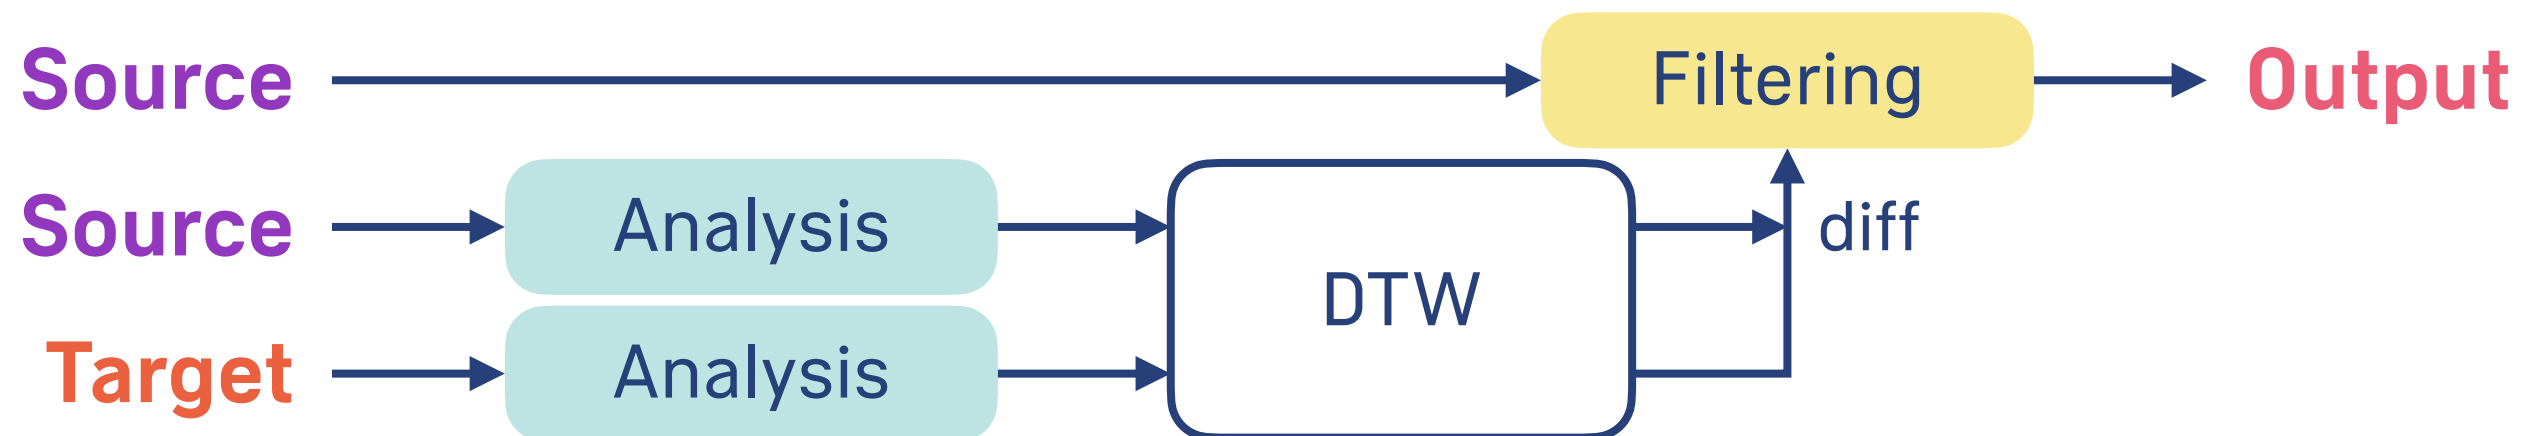 Source
Filtering
Output
Source
Analysis
diff
DTW
Target
Analysis